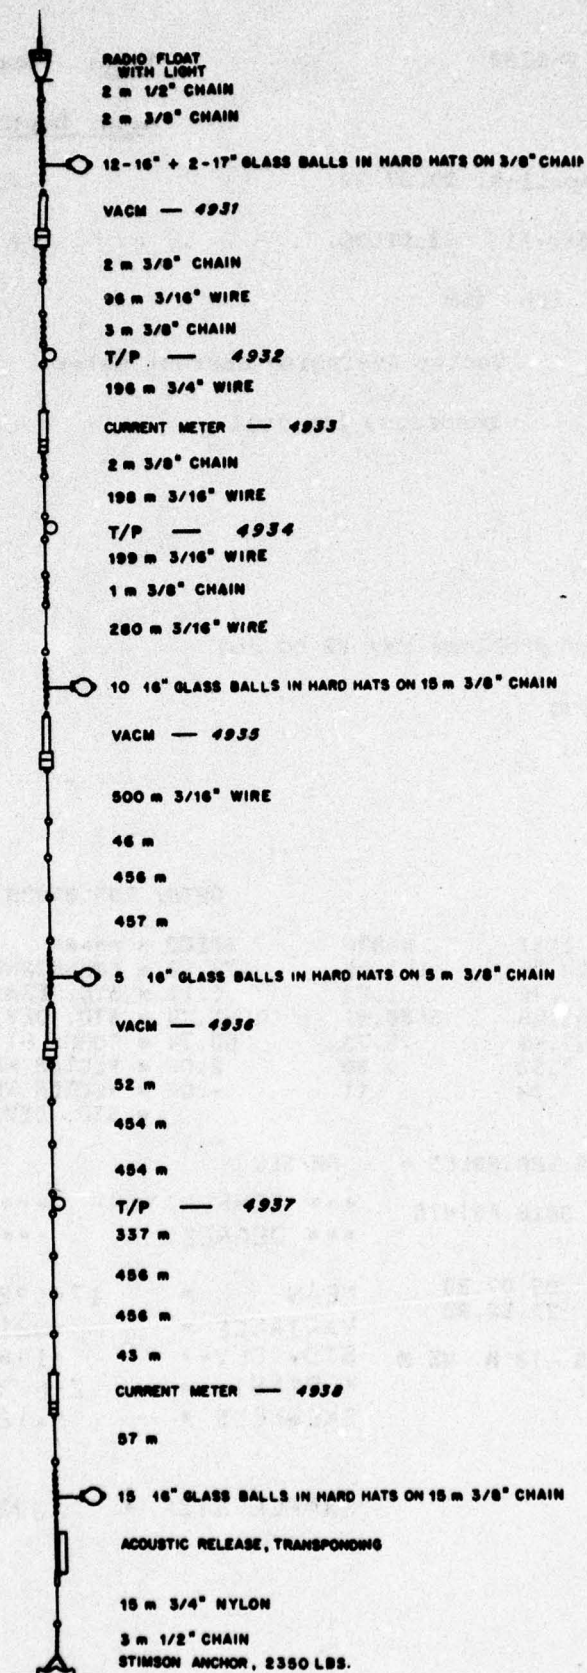 RADIO FLOAT
WITH LIGHT
2 m 1/2" CHAIN
2 m 3/8" CHAIN
12-16" + 2-17" GLASS BALLS IN HARD HATS ON 3/8" CHAIN
VACM — 4931
2 m 3/8" CHAIN
96 m 3/16" WIRE
3 m 3/8" CHAIN
T/P — 4932
196 m 3/4" WIRE
CURRENT METER — 4933
2 m 3/8" CHAIN
198 m 3/16" WIRE
T/P — 4934
199 m 3/16" WIRE
1 m 3/8" CHAIN
280 m 3/16" WIRE
10 16" GLASS BALLS IN HARD HATS ON 15 m 3/8" CHAIN
VACM — 4935
500 m 3/16" WIRE
46 m
456 m
457 m
5 16" GLASS BALLS IN HARD HATS ON 5 m 3/8" CHAIN
VACM — 4936
52 m
454 m
454 m
T/P — 4937
337 m
456 m
456 m
43 m
CURRENT METER — 4938
57 m
15 16" GLASS BALLS IN HARD HATS ON 15 m 3/8" CHAIN
ACOUSTIC RELEASE, TRANSPONDING
15 m 3/4" NYLON
3 m 1/2" CHAIN
STIMSON ANCHOR, 2350 LBS.